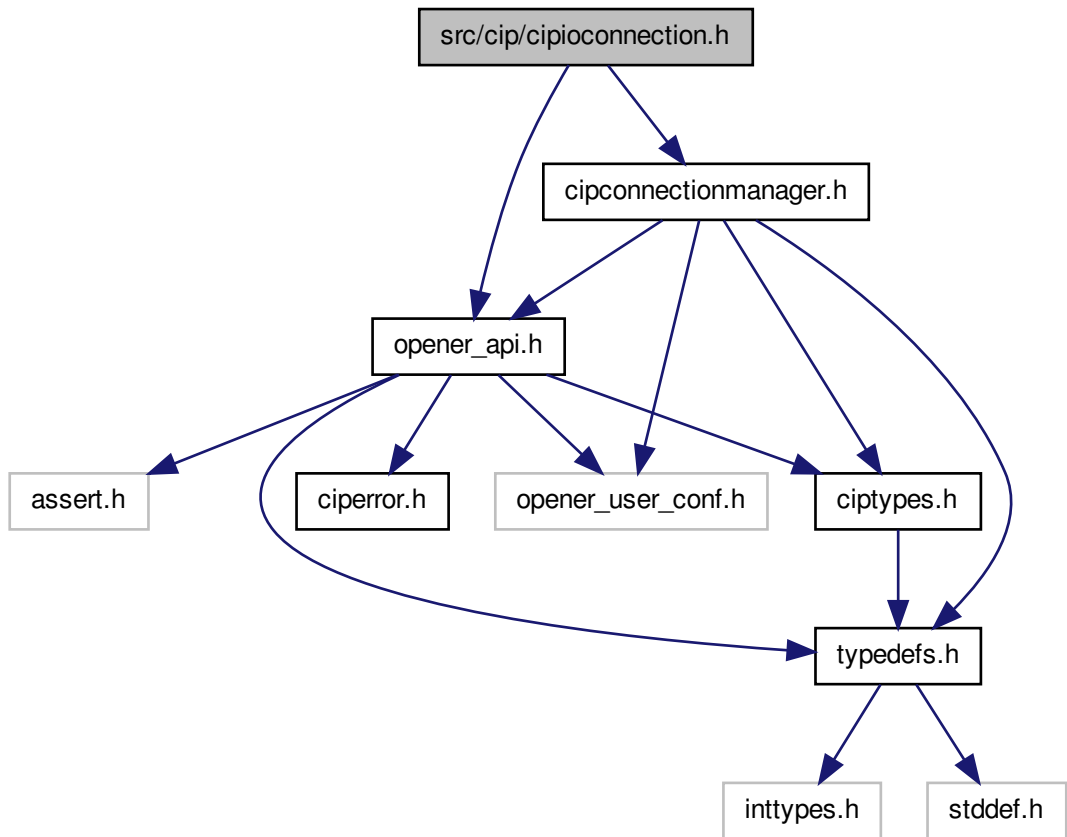 src/cip/cipioconnection.h
cipconnectionmanager.h
opener_api.h
assert.h
ciperror.h
opener_user_conf.h
ciptypes.h
typedefs.h
inttypes.h
stddef.h